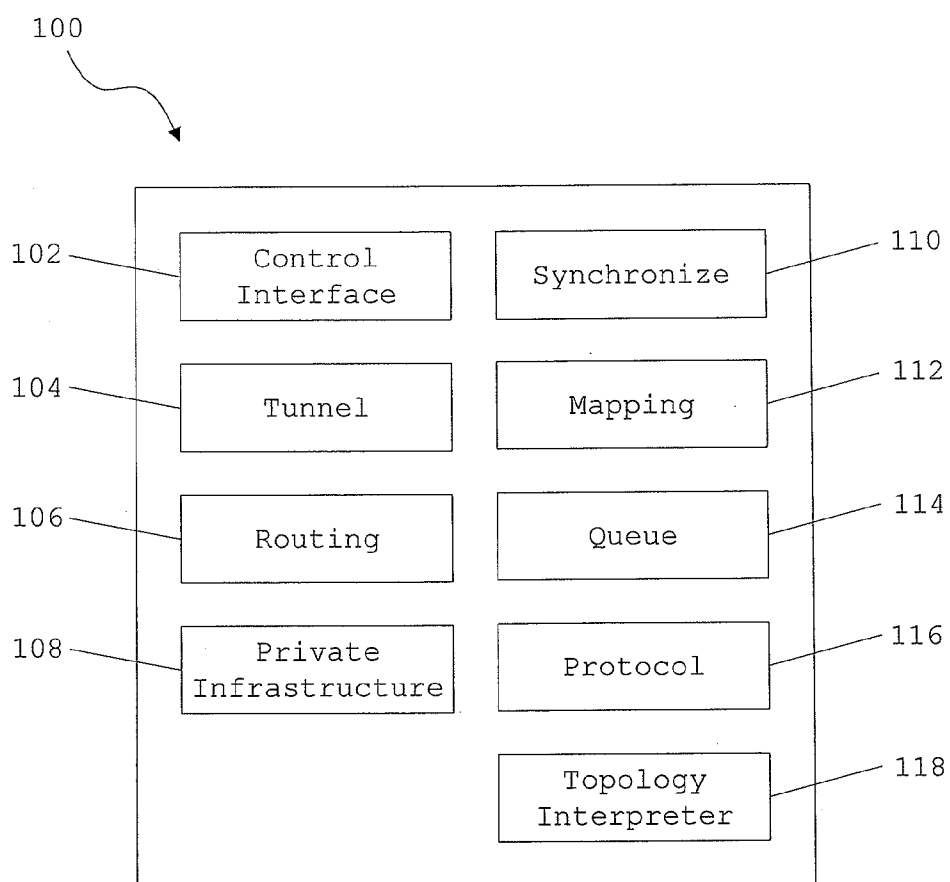 100
102
Control
Interface
Synchronize
110
104
Tunnel
Mapping
112
106
Routing
Queue
114
108
Private
Infrastructure
Protocol
116
Topology
Interpreter
118